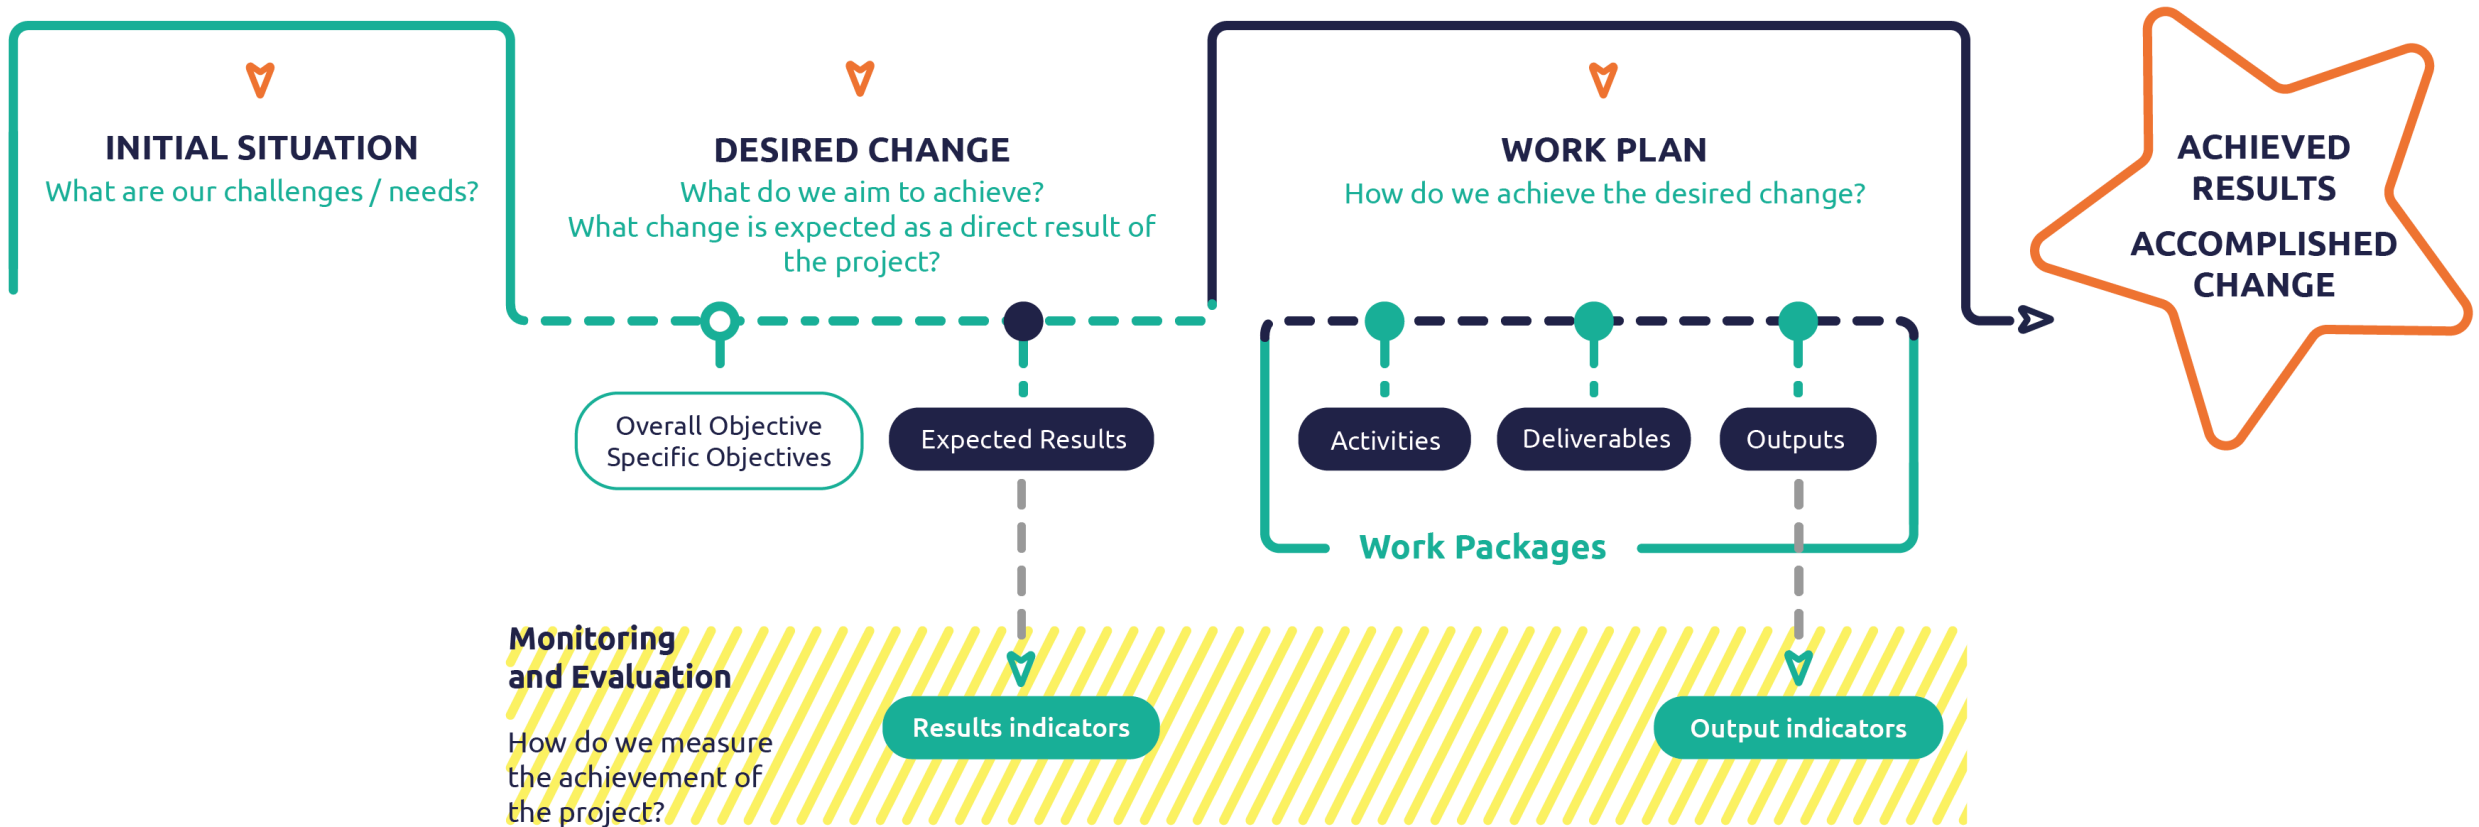 INITIAL SITUATION
What are our challenges / needs?
DESIRED CHANGE
What do we aim to achieve?
What change is expected as a direct result of
the project?
WORK PLAN
How do we achieve the desired change?
ACHIEVED
RESULTS
ACCOMPLISHED
CHANGE
Overall Objective
Specific Objectives
Expected Results
Activities
Deliverables
Outputs
Work Packages
Monitoring
and Evaluation
How do we measure
the achievement of
the project?
Results indicators
Output indicators